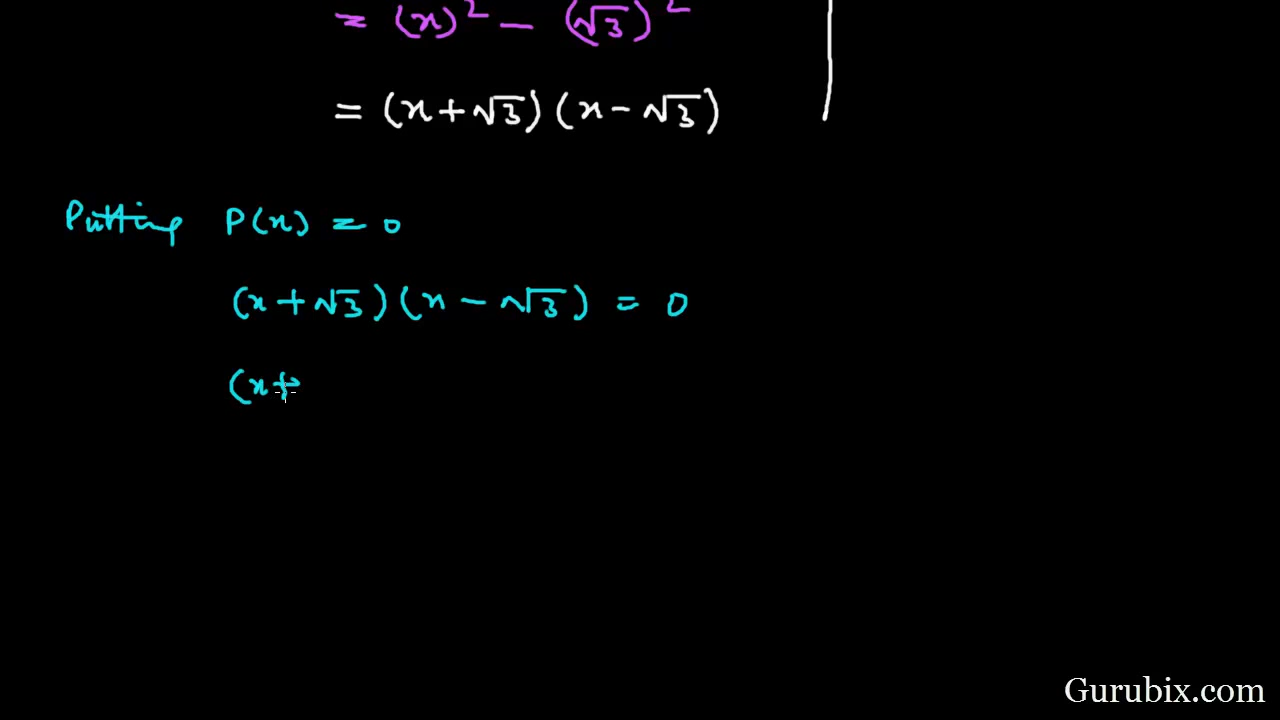 = (x)² - (√3)²
= (x+√3)(x-√3)
Putting P(x) = 0
(x+√3)(x-√3) = 0
(x+
Gurubix.com